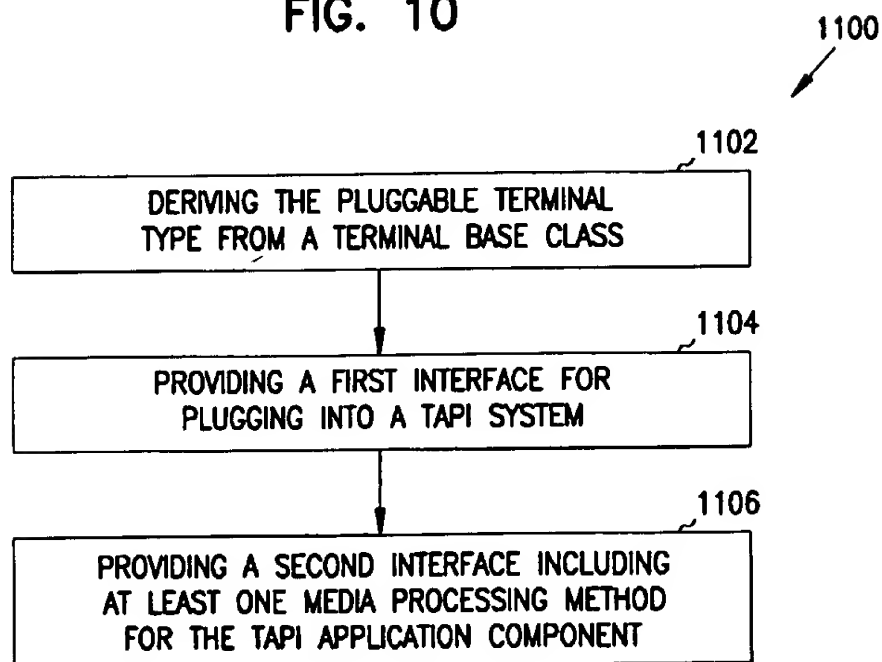 FIG. 10
1100
1102
DERIVING THE PLUGGABLE TERMINAL
TYPE FROM A TERMINAL BASE CLASS
1104
PROVIDING A FIRST INTERFACE FOR
PLUGGING INTO A TAPI SYSTEM
1106
PROVIDING A SECOND INTERFACE INCLUDING
AT LEAST ONE MEDIA PROCESSING METHOD
FOR THE TAPI APPLICATION COMPONENT